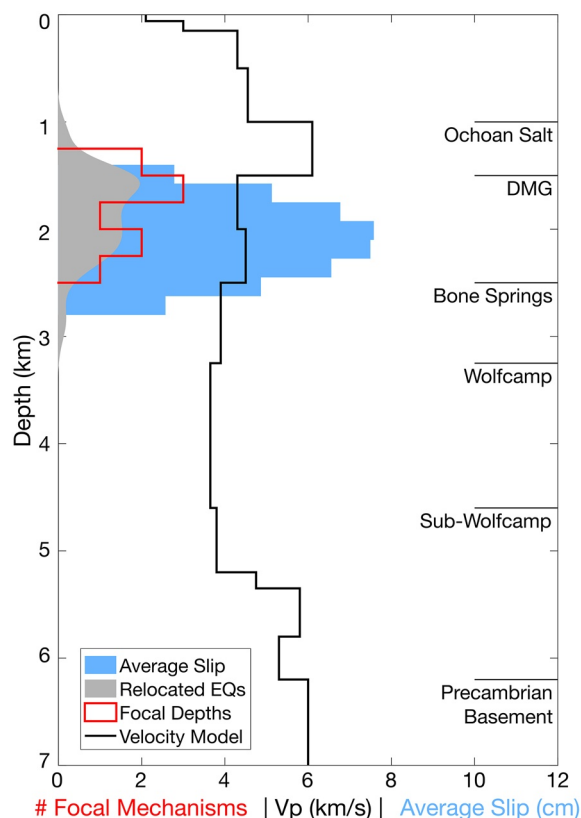 0
1
Ochoan Salt
DMG
2
Bone Springs
3
Wolfcamp
Depth (km)
4
Sub-Wolfcamp
5
Average Slip
6
Relocated EQs
Focal Depths
Velocity Model
Precambrian
Basement
7
0 2 4 6 8 10 12
# Focal Mechanisms | Vp (km/s) | Average Slip (cm)